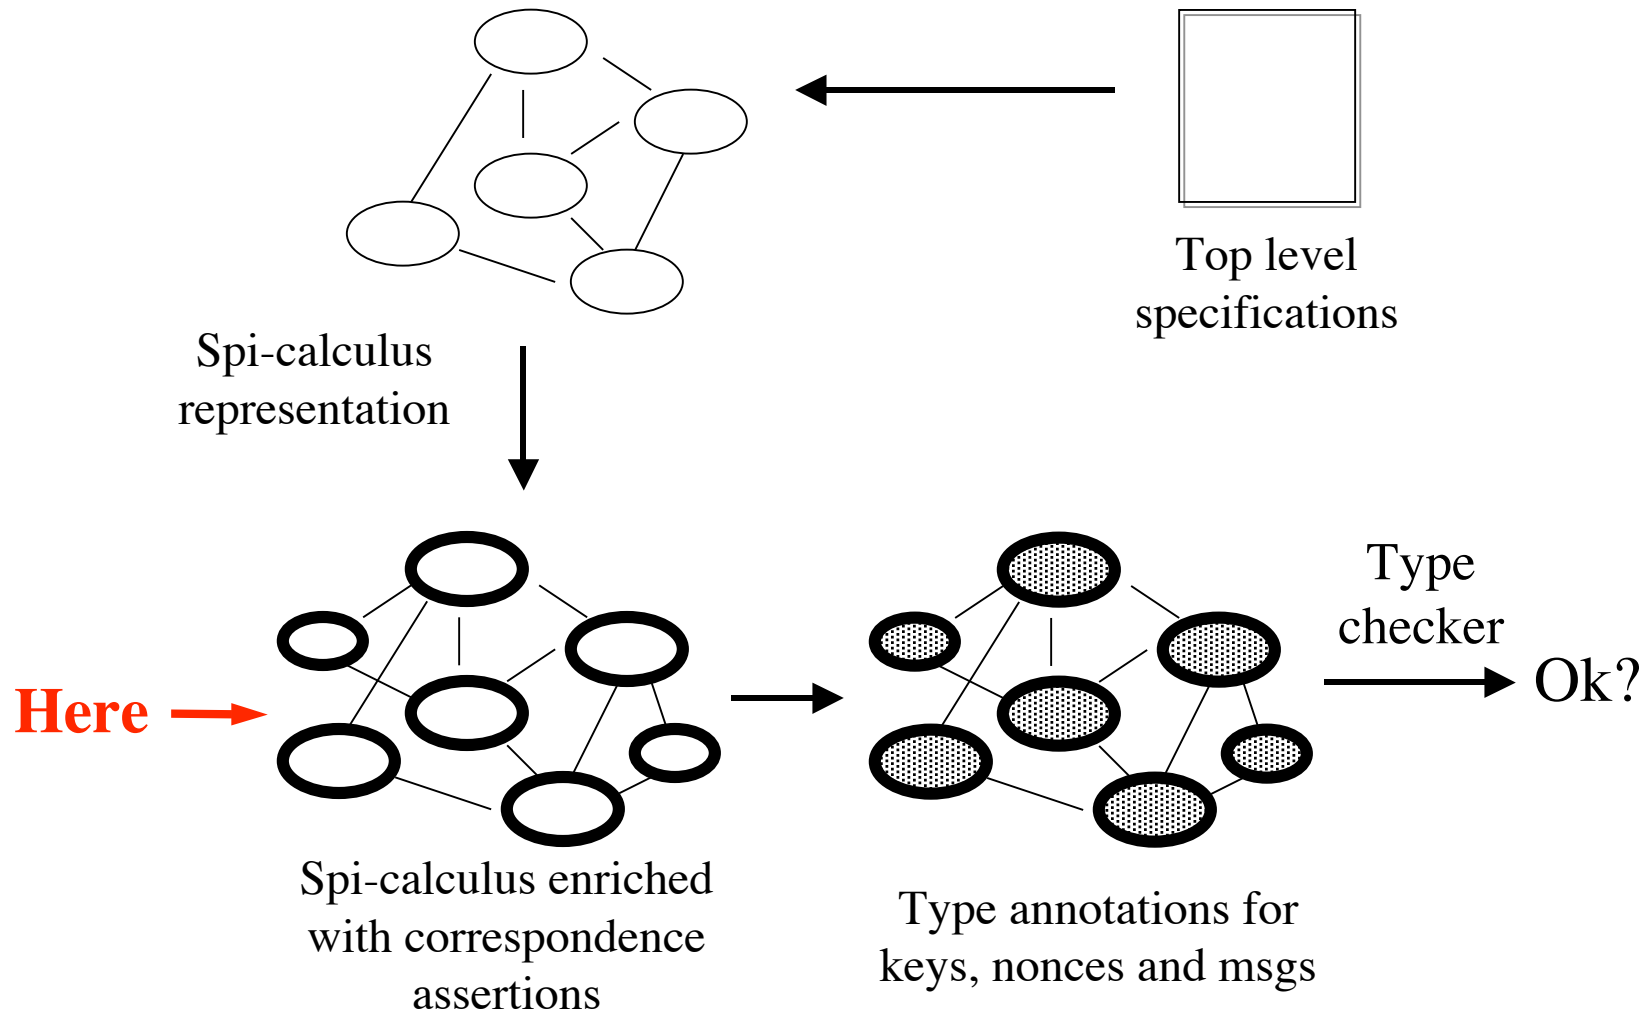 Top level
specifications
Spi-calculus
representation
Here
Spi-calculus enriched
with correspondence
assertions
Type annotations for
keys, nonces and msgs
Type
checker
Ok?